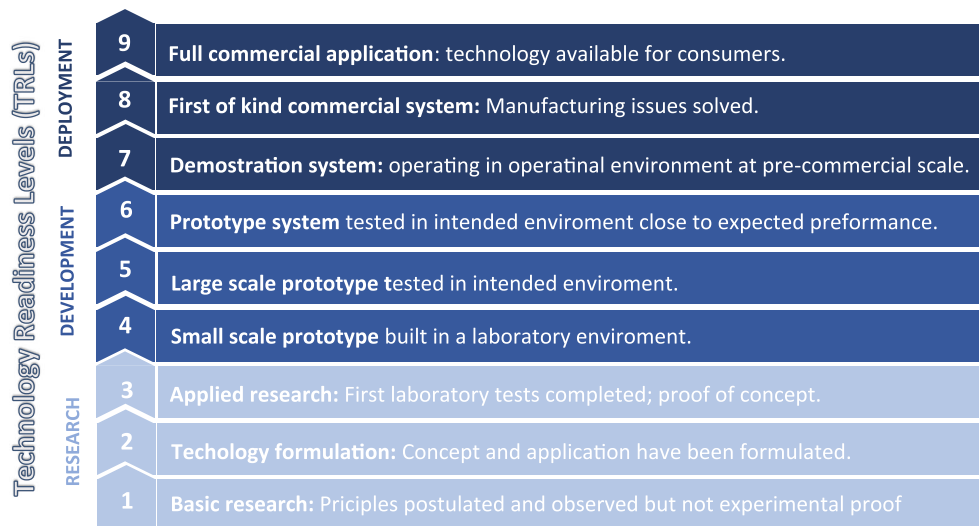 Technology Readiness Levels (TRLs)
DEPLOYMENT
9 Full commercial application: technology available for consumers.
8 First of kind commercial system: Manufacturing issues solved.
7 Demostration system: operating in operatinal environment at pre-commercial scale.
DEVELOPMENT
6 Prototype system tested in intended enviroment close to expected preformance.
5 Large scale prototype tested in intended enviroment.
4 Small scale prototype built in a laboratory enviroment.
RESEARCH
3 Applied research: First laboratory tests completed; proof of concept.
2 Techology formulation: Concept and application have been formulated.
1 Basic research: Priciples postulated and observed but not experimental proof